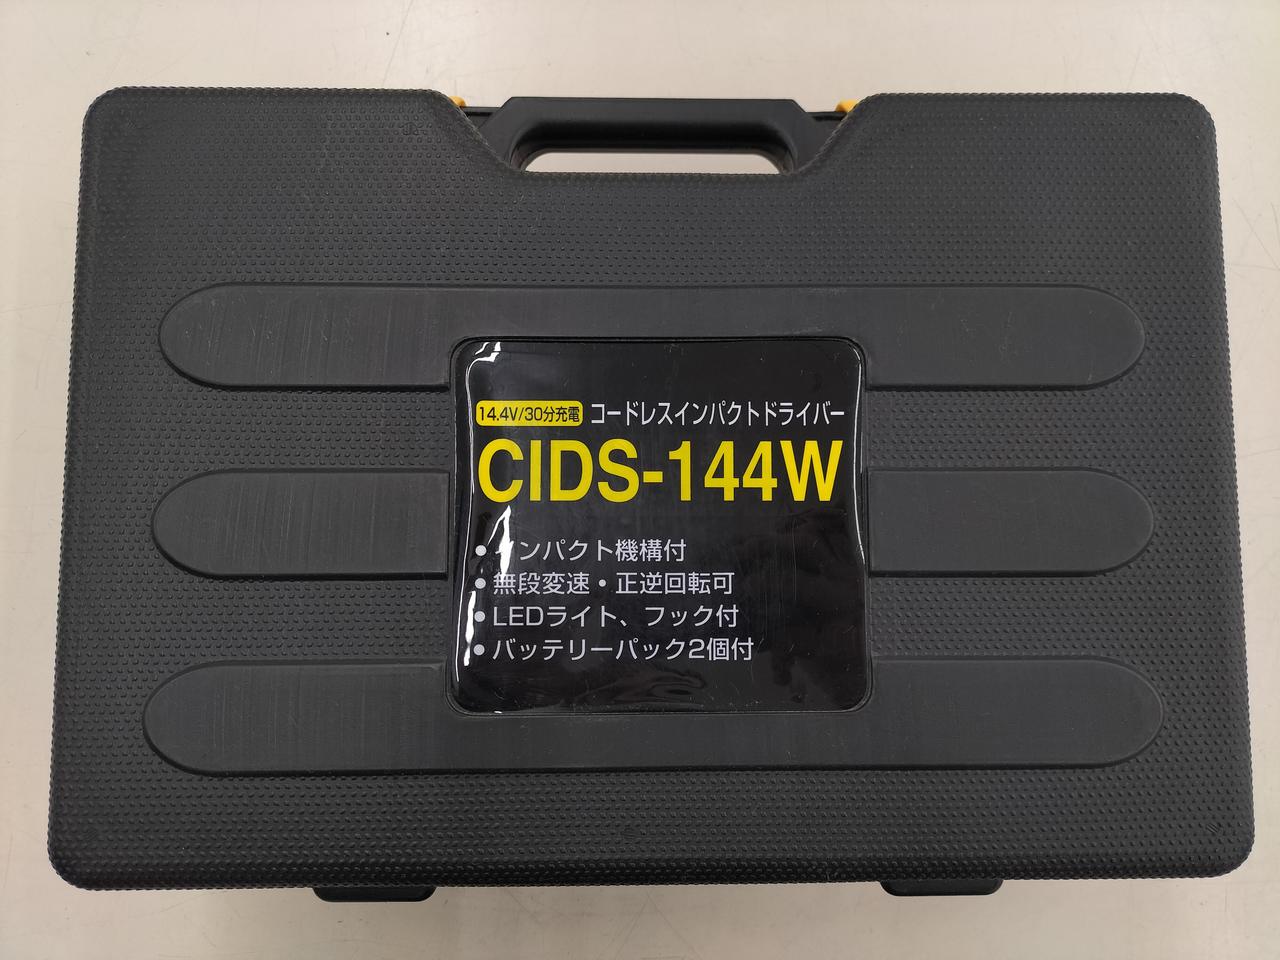 14.4V/30分充電 コードレスインパクトドライバー
CIDS-144W
● インパクト機構付
● 無段変速・正逆回転可
● LEDライト、フック付
● バッテリーパック2個付